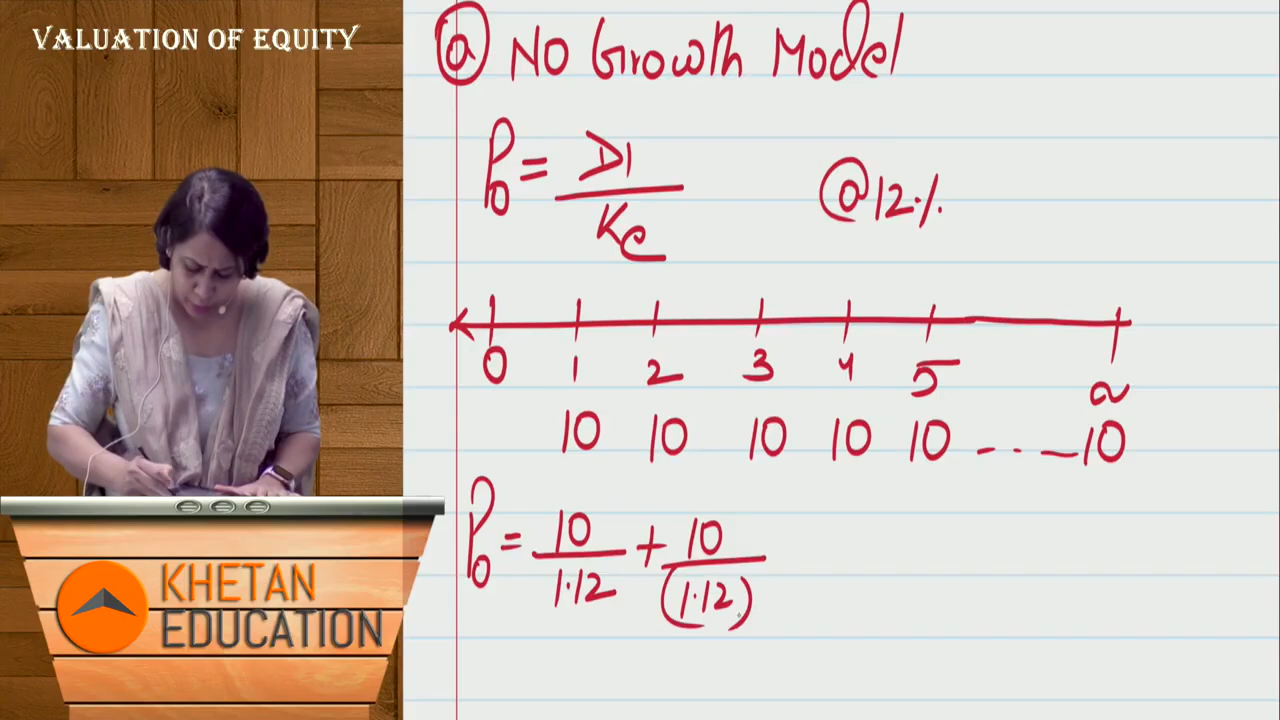 VALUATION OF EQUITY
ⓐ No Growth Model
P0 = D1 / Ke @12%
0 1 2 3 4 5 ∝
10 10 10 10 10 - - - 10
P0 = 10 / 1.12 + 10 / (1.12)
KHETAN
EDUCATION